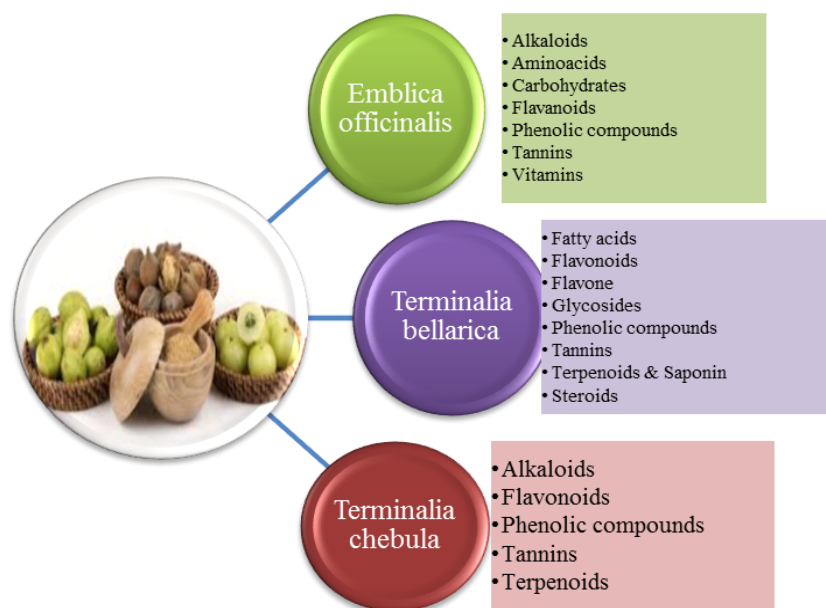 Emblica
officinalis
• Alkaloids
• Aminoacids
• Carbohydrates
• Flavanoids
• Phenolic compounds
• Tannins
• Vitamins
Terminalia
bellarica
• Fatty acids
• Flavonoids
• Flavone
• Glycosides
• Phenolic compounds
• Tannins
• Terpenoids & Saponin
• Steroids
Terminalia
chebula
• Alkaloids
• Flavonoids
• Phenolic compounds
• Tannins
• Terpenoids